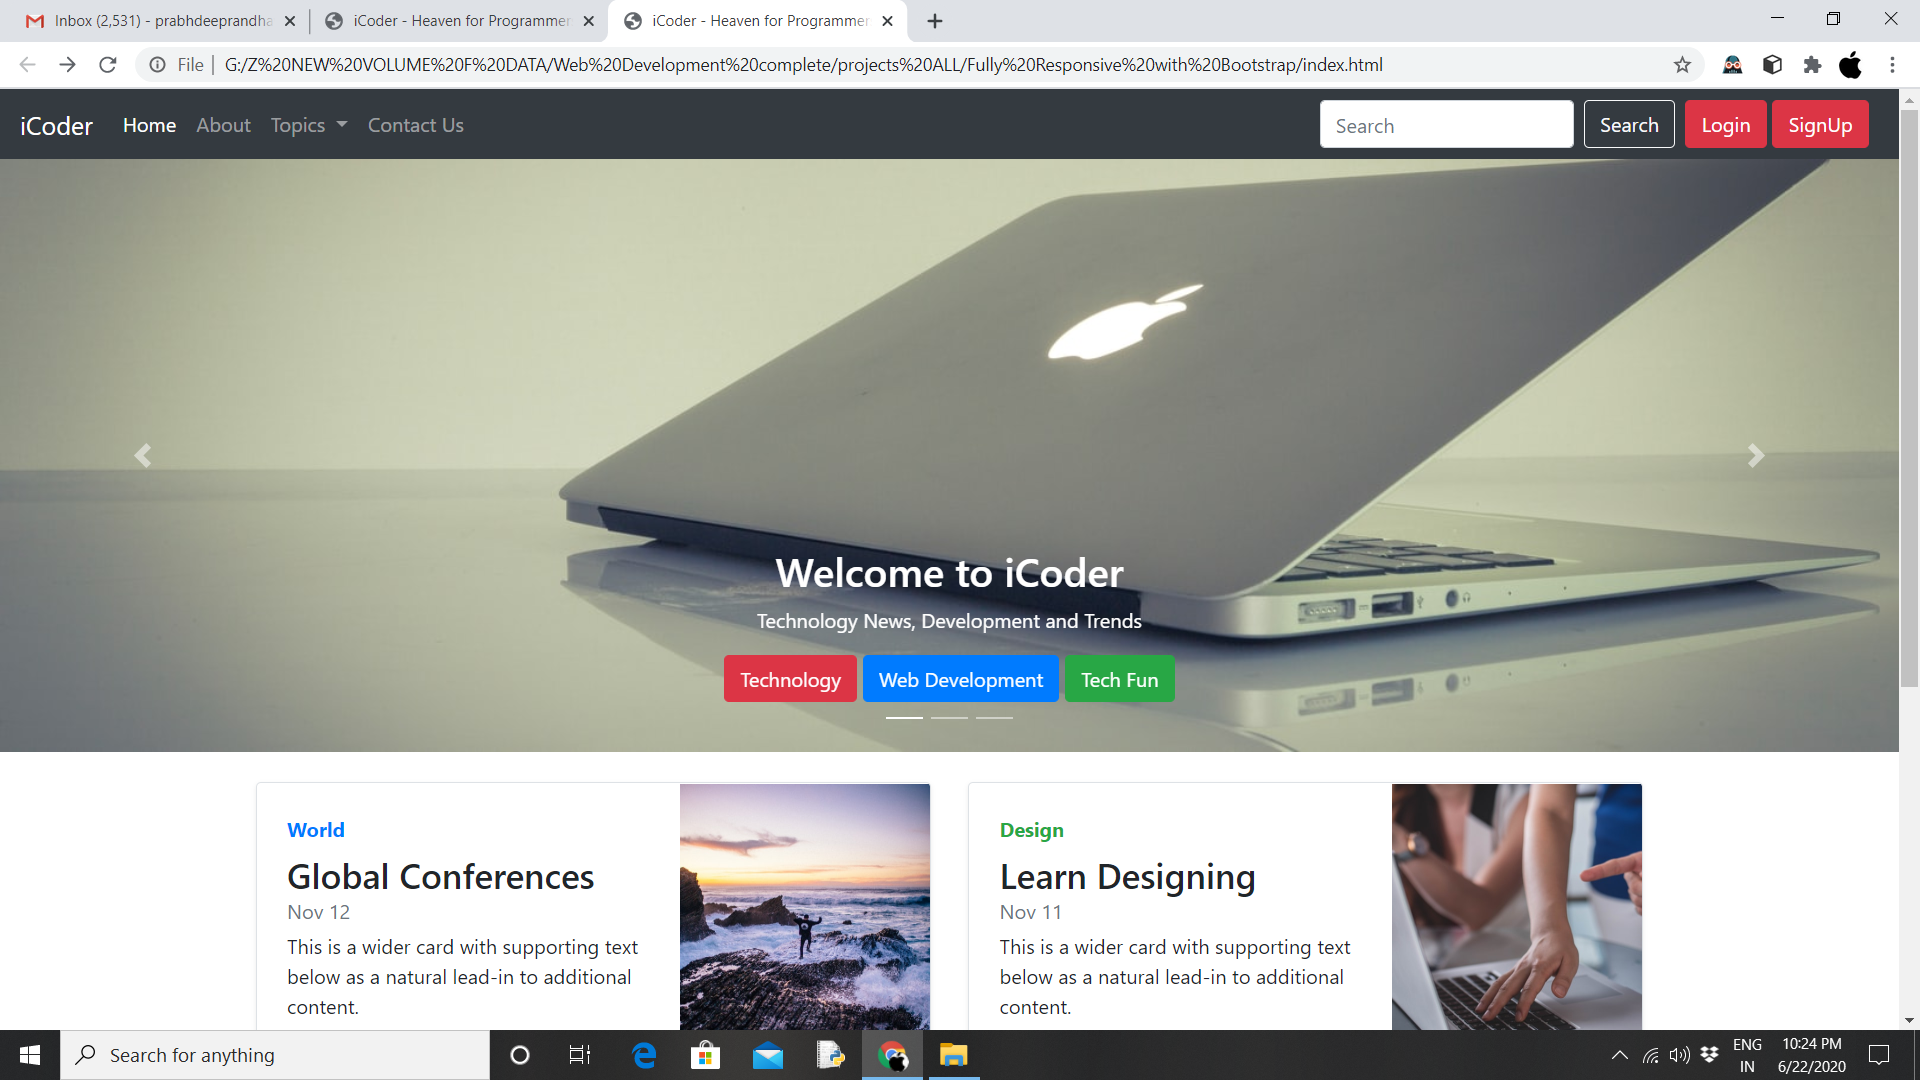 Inbox (2,531) - prabhdeeprandha
iCoder - Heaven for Programmer
iCoder - Heaven for Programmer
File
G:/Z%20NEW%20VOLUME%20F%20DATA/Web%20Development%20complete/projects%20ALL/Fully%20Responsive%20with%20Bootstrap/index.html
iCoder
Home
About
Topics
Contact Us
Search
Search
Login
SignUp
Welcome to iCoder
Technology News, Development and Trends
Technology
Web Development
Tech Fun
World
Global Conferences
Nov 12
This is a wider card with supporting text
below as a natural lead-in to additional
content.
Design
Learn Designing
Nov 11
This is a wider card with supporting text
below as a natural lead-in to additional
content.
Search for anything
ENG
IN
10:24 PM
6/22/2020